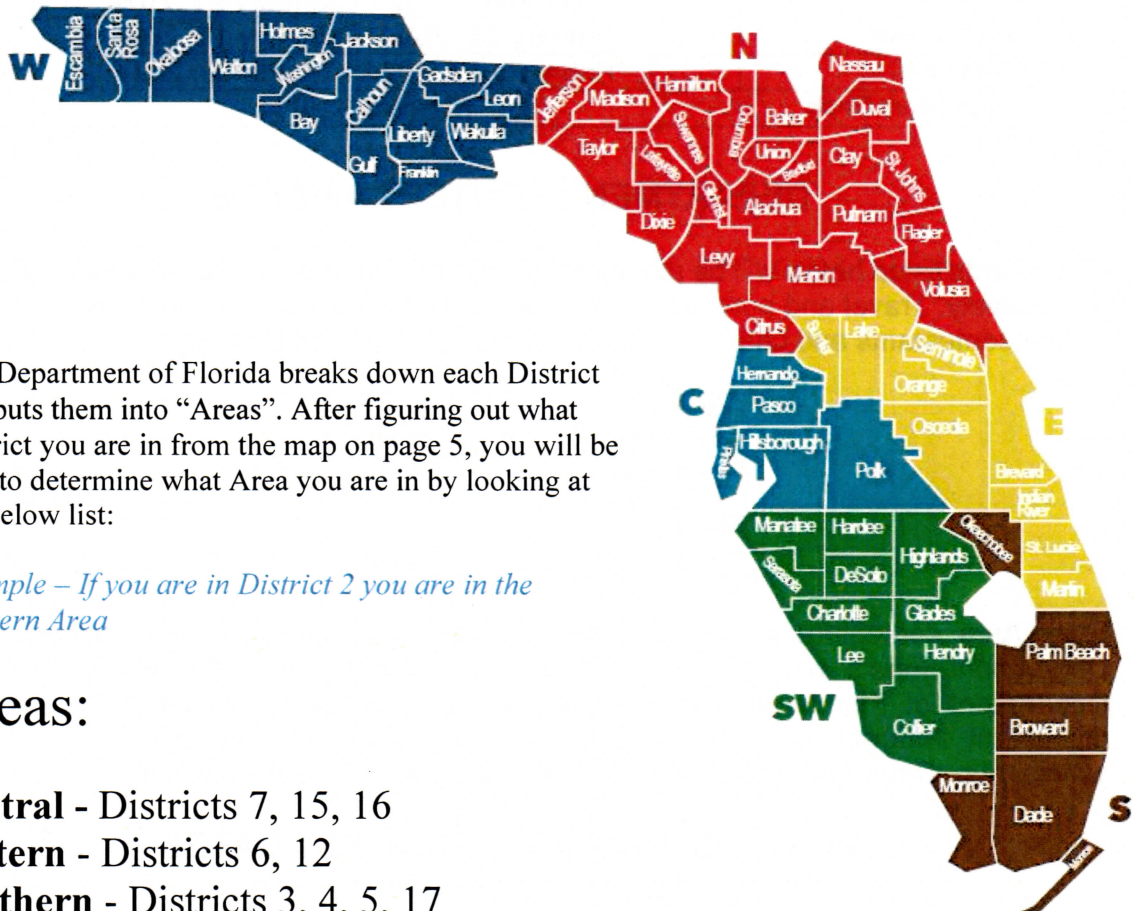 W
Escambia
Santa
Rosa
Okaloosa
Walton
Holmes
Washington
Jackson
Bay
Calhoun
Gulf
Gadsden
Liberty
Franklin
Leon
Wakulla
N
Jefferson
Madison
Hamilton
Taylor
Suwannee
Lafayette
Columbia
Baker
Nassau
Duval
Union
Bradford
Clay
St. Johns
Gilchrist
Dixie
Alachua
Putnam
Flagler
Levy
Marion
Volusia
Citrus
Sumter
Lake
Seminole
Orange
Osceola
Brevard
Indian
River
St. Lucie
Martin
E
C
Hernando
Pasco
Pinellas
Hillsborough
Polk
Manatee
Hardee
Highlands
Okeechobee
Sarasota
DeSoto
Charlotte
Glades
Lee
Hendry
SW
Collier
Palm Beach
Broward
Monroe
Dade
Monroe
S
Department of Florida breaks down each District
puts them into “Areas”. After figuring out what
rict you are in from the map on page 5, you will be
to determine what Area you are in by looking at
elow list:
mple – If you are in District 2 you are in the
ern Area
eas:
tral - Districts 7, 15, 16
tern - Districts 6, 12
thern - Districts 3, 4, 5, 17